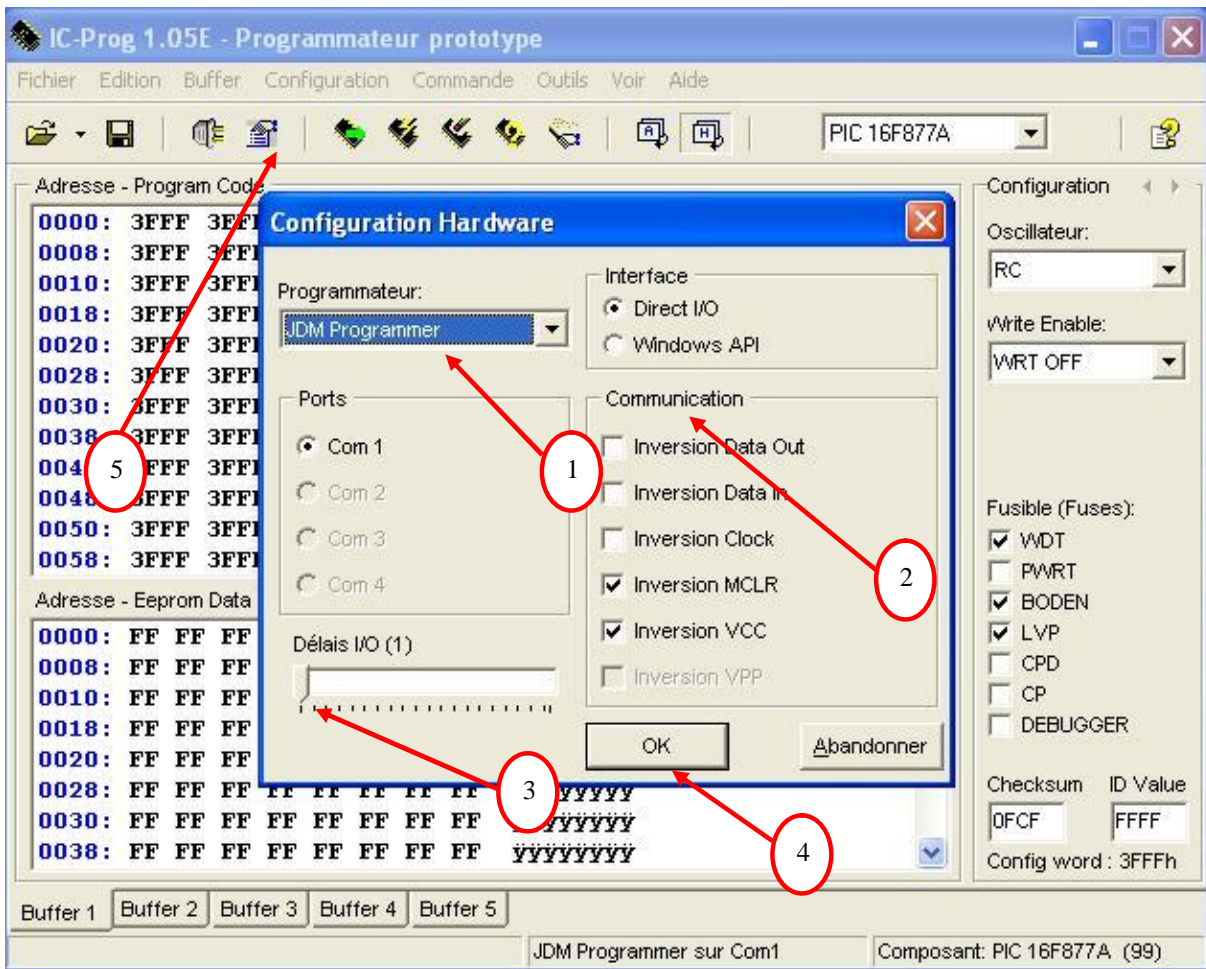 IC-Prog 1.05E - Programmateur prototype
Fichier Edition Buffer Configuration Commande Outils Voir Aide
PIC 16F877A
Adresse - Program Code
0000: 3FFF
0008: 3FFF
0010: 3FFF
0018: 3FFF
0020: 3FFF
0028: 3FFF
0030: 3FFF
0038 3FFF
3FFF
0050: 3FFF
0058: 3FFF
Adresse - Eeprom Data
0000: FF FF FF
0008: FF FF FF
0010: FF FF FF
0018: FF FF FF
0020: FF FF FF
0028: FF FF FF FF FF FF FF FF
0030: FF FF FF FF FF FF FF FF ÿÿÿÿÿÿ
0038: FF FF FF FF FF FF FF FF ÿÿÿÿÿÿÿÿ
Configuration Hardware
Programmateur:
JDM Programmer
Interface
Direct I/O
Windows API
Ports
Com 1
Com 2
Com 3
Com 4
Communication
Inversion Data Out
Inversion Data In
Inversion Clock
Inversion MCLR
Inversion VCC
Inversion VPP
Délais I/O (1)
OK
Abandonner
1
2
3
4
5
Configuration
Oscillateur:
RC
Write Enable:
WRT OFF
Fusible (Fuses):
WDT
PWRT
BODEN
LVP
CPD
CP
DEBUGGER
Checksum ID Value
0FCF FFFF
Config word : 3FFFh
Buffer 1 Buffer 2 Buffer 3 Buffer 4 Buffer 5
JDM Programmer sur Com1
Composant: PIC 16F877A (99)